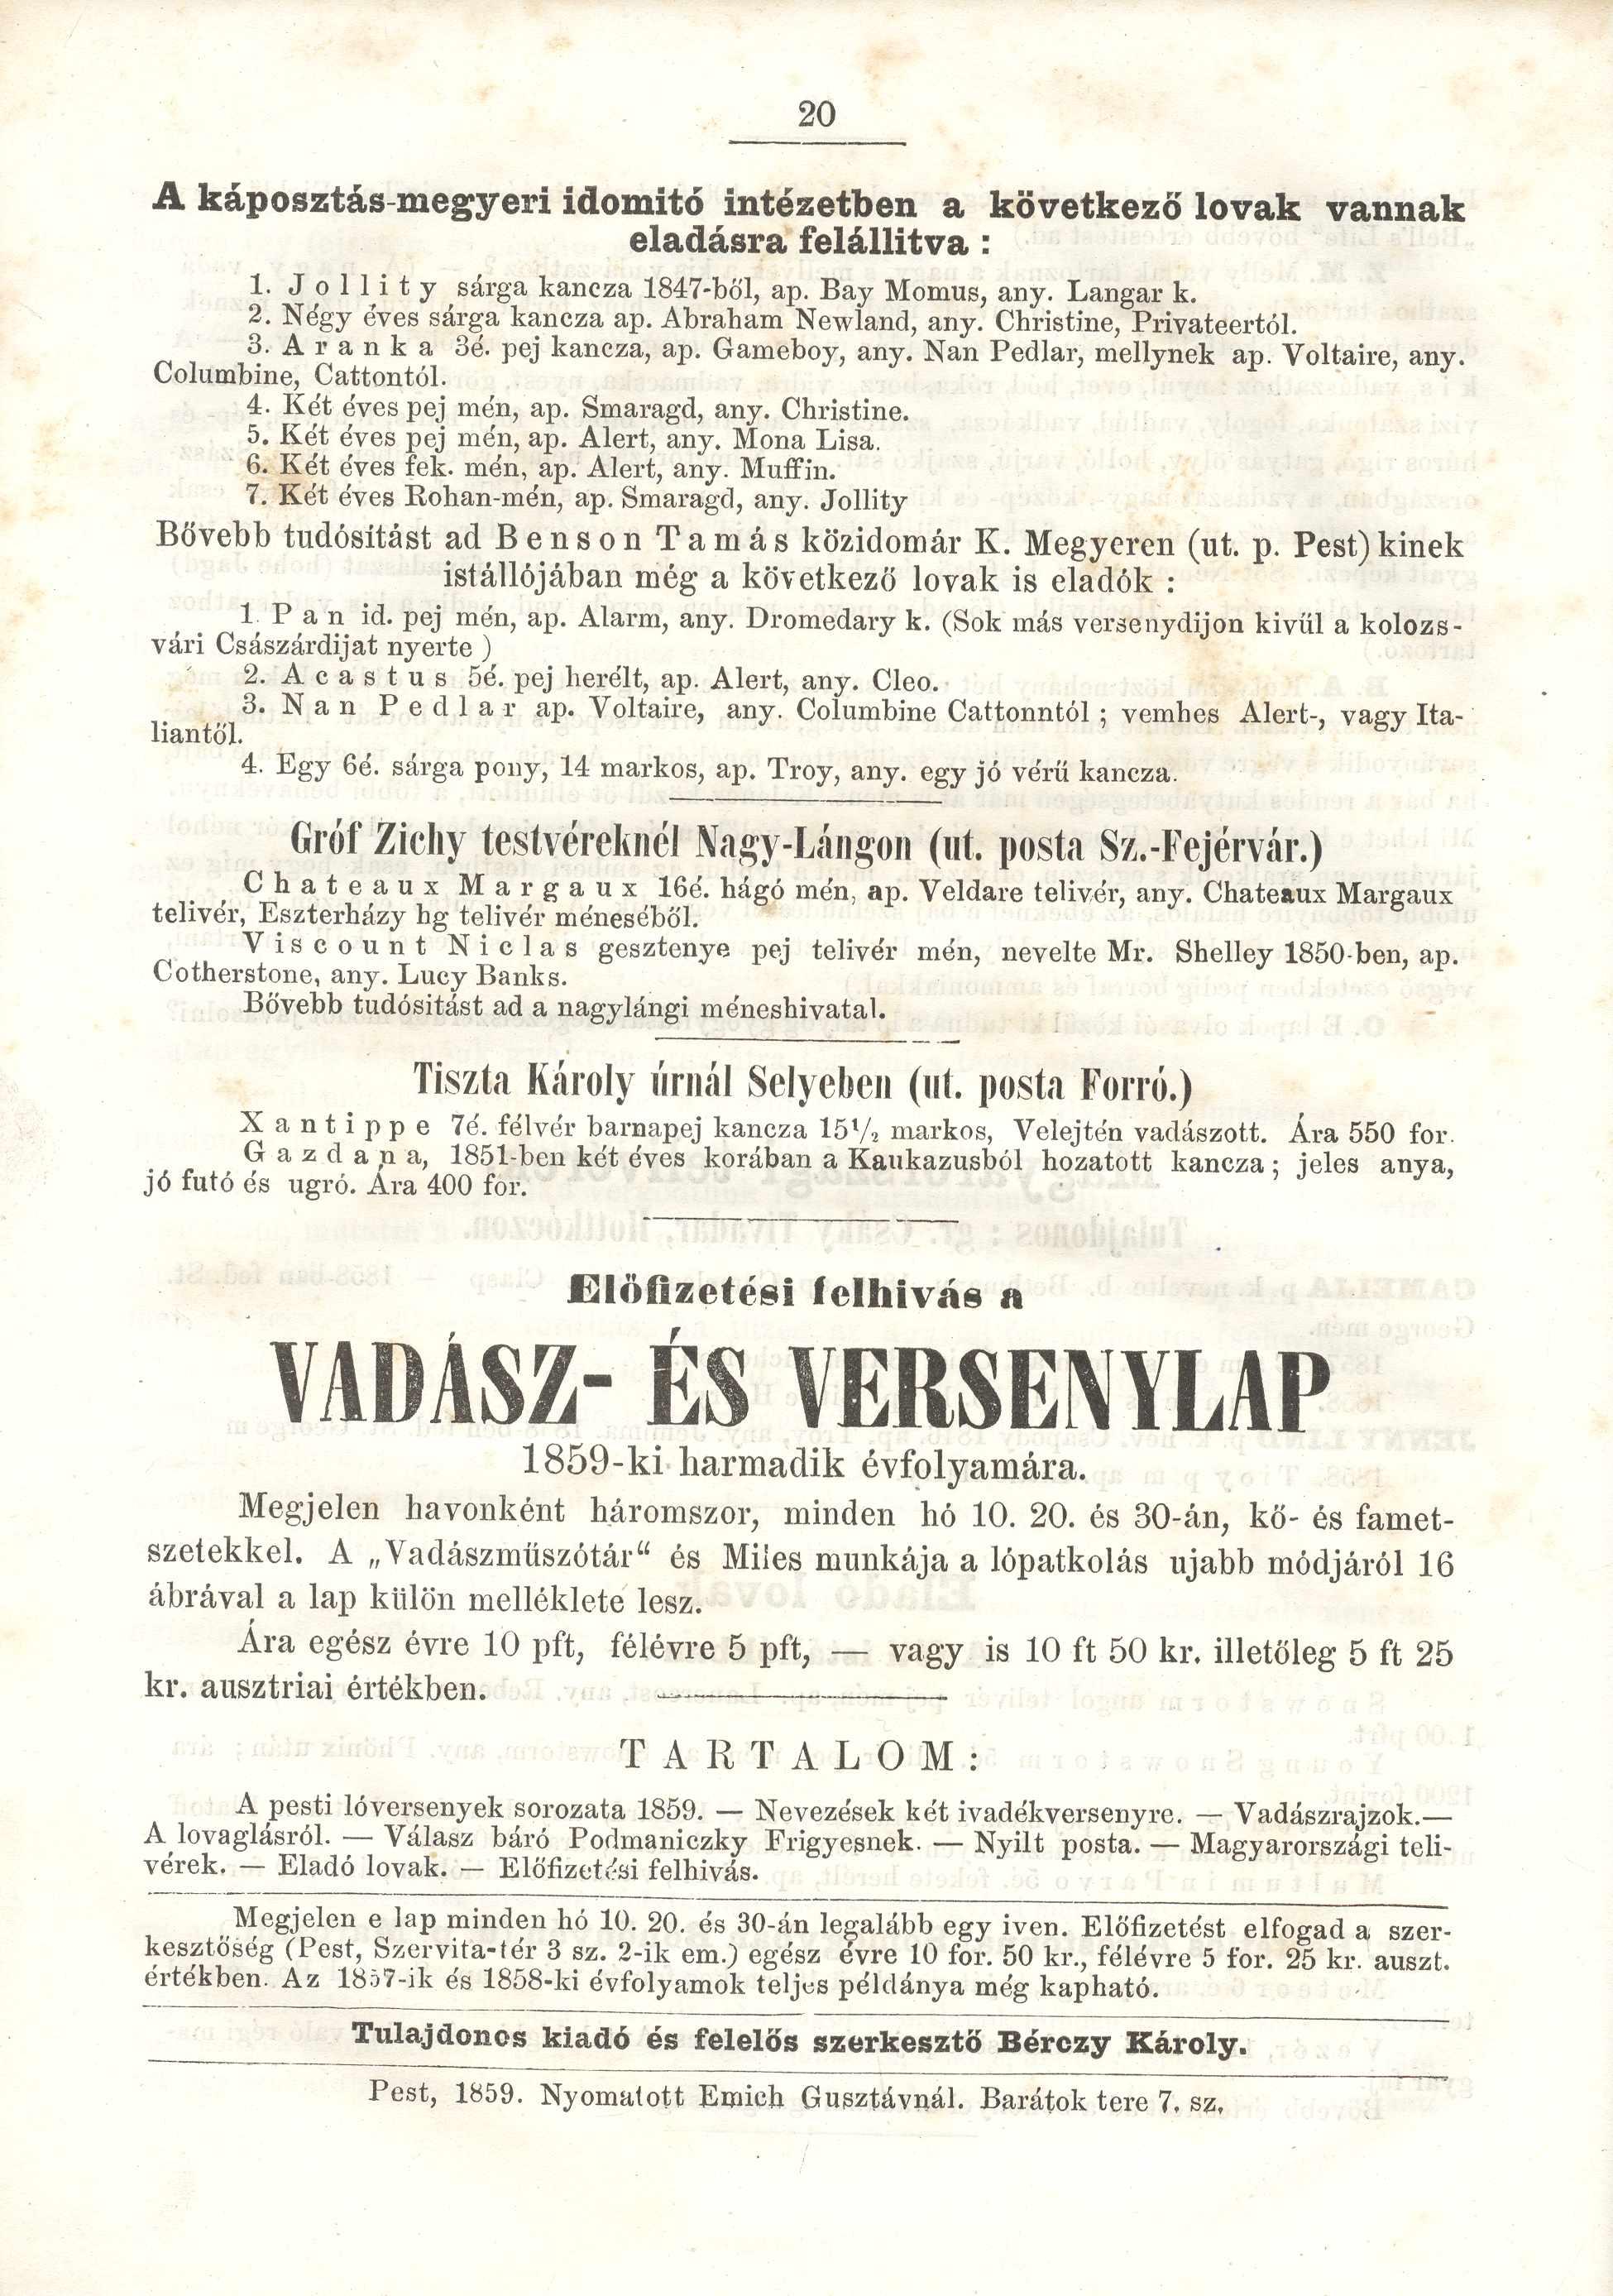 20
A káposztás-megyeri idomitó intézetben a következő lovak vannak
eladásra felállitva :
1. Jollity sárga kancza 1847-ből, ap. Bay Momus, any. Langar k.
2. Négy éves sárga kancza ap. Abraham Newland, any. Christine, Privateertól.
3. Aranka 3é. pej kancza, ap. Gameboy, any. Nan Pedlar, mellynek ap. Voltaire, any.
Columbine, Cattontól.
4. Két éves pej mén, ap. Smaragd, any. Christine.
5. Két éves pej mén, ap. Alert, any. Mona Lisa.
6. Két éves fek. mén, ap. Alert, any. Muffin.
7. Két éves Rohan-mén, ap. Smaragd, any. Jollity
Bővebb tudósítást ad Benson Tamás közidomár K. Megyeren (ut. p. Pest) kinek
istállójában még a következő lovak is eladók :
1. Pan id. pej mén, ap. Alarm, any. Dromedary k. (Sok más versenydijon kivül a kolozs-
vári Császárdijat nyerte )
2. Acastus 5é. pej herélt, ap. Alert, any. Cleo.
3. Nan Pedlar ap. Voltaire, any. Columbine Cattonntól ; vemhes Alert-, vagy Ita-
liantől.
4. Egy 6é. sárga pony, 14 markos, ap. Troy, any. egy jó vérü kancza.
Gróf Zichy testvéreknél Nagy-Lángon (ut. posta Sz.-Fejérvár.)
Chateaux Margaux 16é. hágó mén, ap. Veldare telivér, any. Chateaux Margaux
telivér, Eszterházy hg telivér méneséből.
Viscount Niclas gesztenye pej telivér mén, nevelte Mr. Shelley 1850-ben, ap.
Cotherstone, any. Lucy Banks.
Bővebb tudósitást ad a nagylángi méneshivatal.
Tiszta Károly úrnál Selyeben (ut. posta Forró.)
Xantippe 7é. félvér barnapej kancza 15½ markos, Velejtén vadászott. Ára 550 for.
Gazdana, 1851-ben két éves korában a Kaukazusból hozatott kancza ; jeles anya,
jó futó és ugró. Ára 400 for.
Előfizetési felhivás a
VADÁSZ- ÉS VERSENYLAP
1859-ki harmadik évfolyamára.
Megjelen havonként háromszor, minden hó 10. 20. és 30-án, kő- és famet-
szetekkel. A „Vadászmüszótár“ és Miles munkája a lópatkolás ujabb módjáról 16
ábrával a lap külön melléklete lesz.
Ára egész évre 10 pft, félévre 5 pft, — vagy is 10 ft 50 kr. illetőleg 5 ft 25
kr. ausztriai értékben.
TARTALOM :
A pesti lóversenyek sorozata 1859. — Nevezések két ivadékversenyre. — Vadászrajzok.—
A lovaglásról. — Válasz báró Podmaniczky Frigyesnek. — Nyilt posta. — Magyarországi teli-
vérek. — Eladó lovak. — Előfizetési felhivás.
Megjelen e lap minden hó 10. 20. és 30-án legalább egy iven. Előfizetést elfogad a szer-
kesztőség (Pest, Szervita-tér 3 sz. 2-ik em.) egész évre 10 for. 50 kr., félévre 5 for. 25 kr. auszt.
értékben. Az 1857-ik és 1858-ki évfolyamok teljes példánya még kapható.
Tulajdonos kiadó és felelős szerkesztő Bérczy Károly.
Pest, 1859. Nyomatott Emich Gusztávnál. Barátok tere 7. sz.